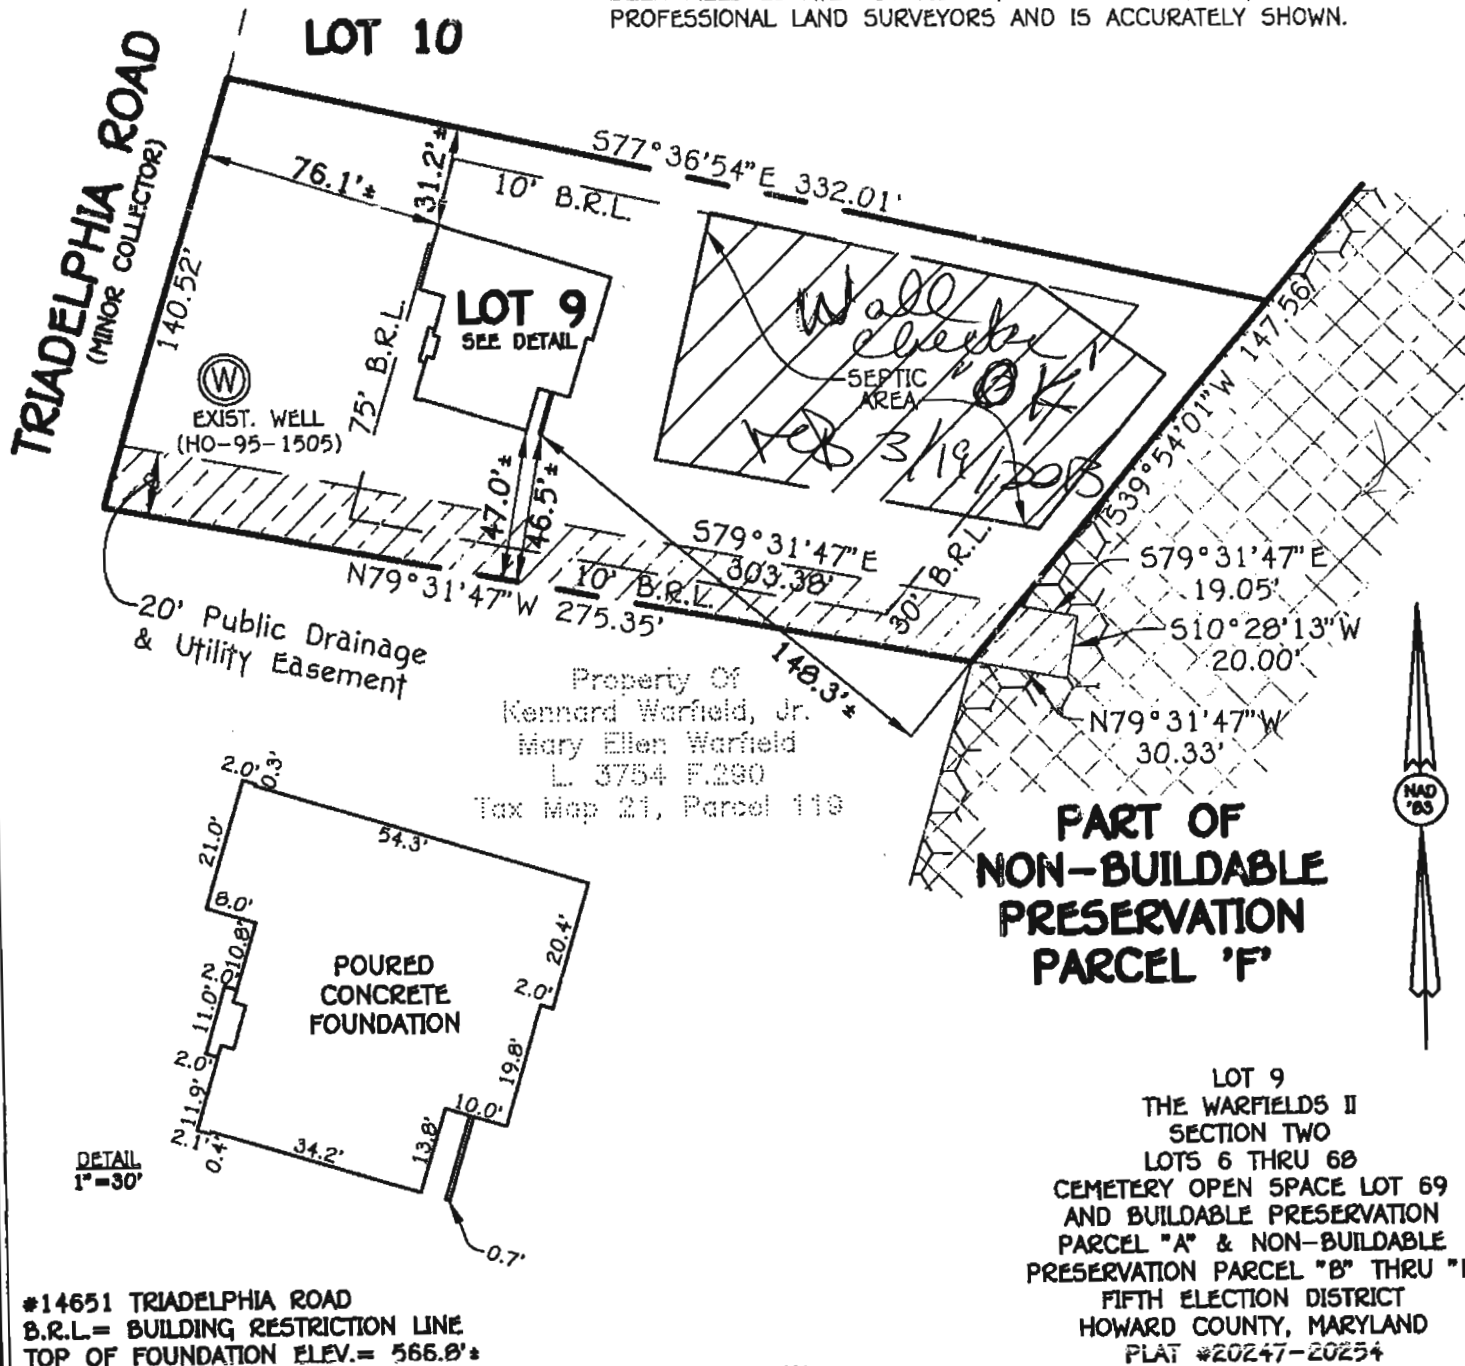 PROFESSIONAL LAND SURVEYORS AND IS ACCURATELY SHOWN.
LOT 10
TRIADELPHIA ROAD
(MINOR COLLECTOR)
S77°36'54"E 332.01'
76.1'±
31.2'±
10' B.R.L.
140.52'
LOT 9
SEE DETAIL
75' B.R.L.
W
EXIST. WELL
(HO-95-1505)
Wall
check
"OK"
3/19/2013
SEPTIC
AREA
S39°54'01"W 147.56'
47.0'±
46.5'±
S79°31'47"E
303.38'
10' B.R.L.
30' B.R.L.
N79°31'47"W 275.35'
20' Public Drainage
& Utility Easement
148.3'±
S79°31'47"E
19.05'
S10°28'13"W
20.00'
N79°31'47"W
30.33'
Property Of
Kennard Warfield, Jr.
Mary Ellen Warfield
L. 3754 F.290
Tax Map 21, Parcel 119
NAD
'83
PART OF
NON-BUILDABLE
PRESERVATION
PARCEL 'F'
2.0'
0.3'
54.3'
21.0'
8.0'
10.8'
2.0'
11.0'
2.0'
11.9'
2.1'
0.4'
34.2'
13.8'
10.0'
19.8'
2.0'
20.4'
0.7'
POURED
CONCRETE
FOUNDATION
DETAIL
1"=30'
LOT 9
THE WARFIELDS II
SECTION TWO
LOTS 6 THRU 68
CEMETERY OPEN SPACE LOT 69
AND BUILDABLE PRESERVATION
PARCEL "A" & NON-BUILDABLE
PRESERVATION PARCEL "B" THRU
FIFTH ELECTION DISTRICT
HOWARD COUNTY, MARYLAND
PLAT #20247-20254
#14651 TRIADELPHIA ROAD
B.R.L.= BUILDING RESTRICTION LINE
TOP OF FOUNDATION ELEV.= 566.8'±